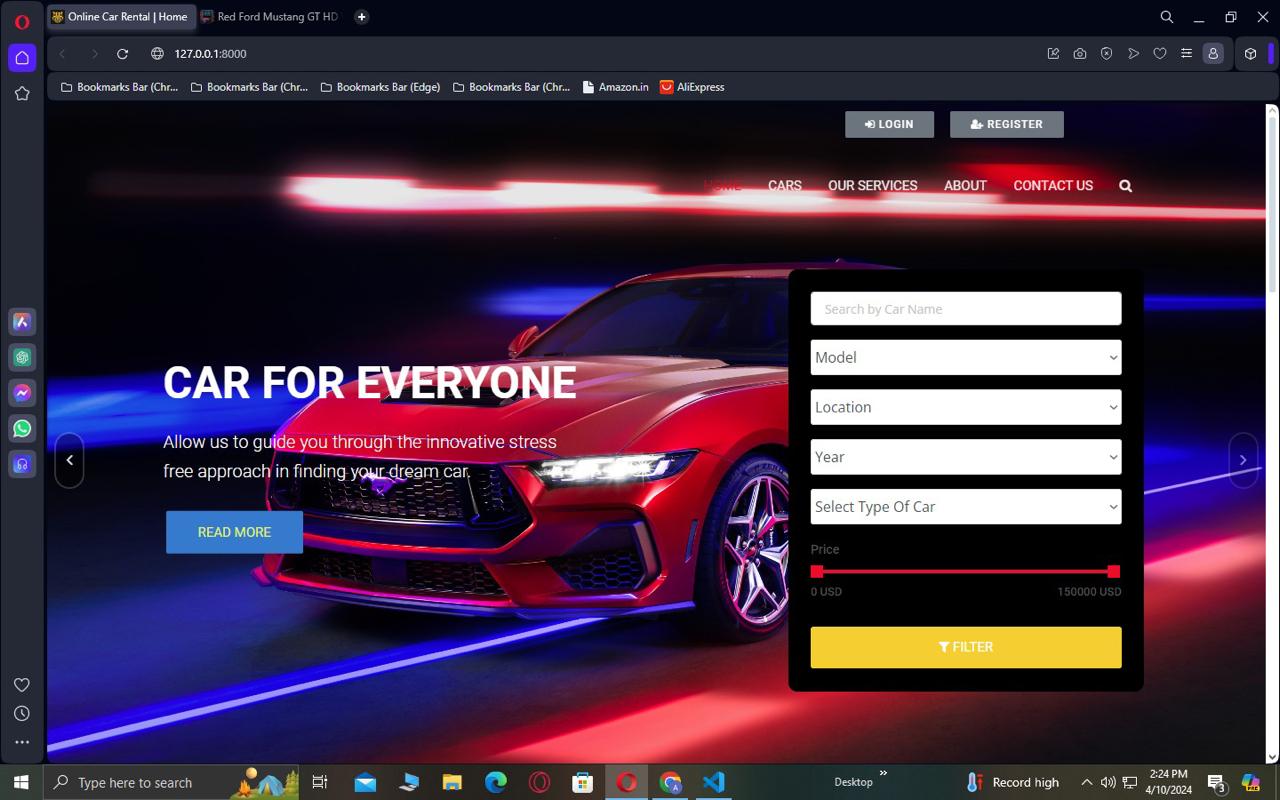 Online Car Rental | Home
Red Ford Mustang GT HD
127.0.0.1:8000
Bookmarks Bar (Chr...
Bookmarks Bar (Chr...
Bookmarks Bar (Edge)
Bookmarks Bar (Chr...
Amazon.in
AliExpress
LOGIN
REGISTER
HOME
CARS
OUR SERVICES
ABOUT
CONTACT US
CAR FOR EVERYONE
Allow us to guide you through the innovative stress
free approach in finding your dream car.
READ MORE
Search by Car Name
Model
Location
Year
Select Type Of Car
Price
0 USD
150000 USD
FILTER
Type here to search
Desktop
Record high
2:24 PM
4/10/2024
3